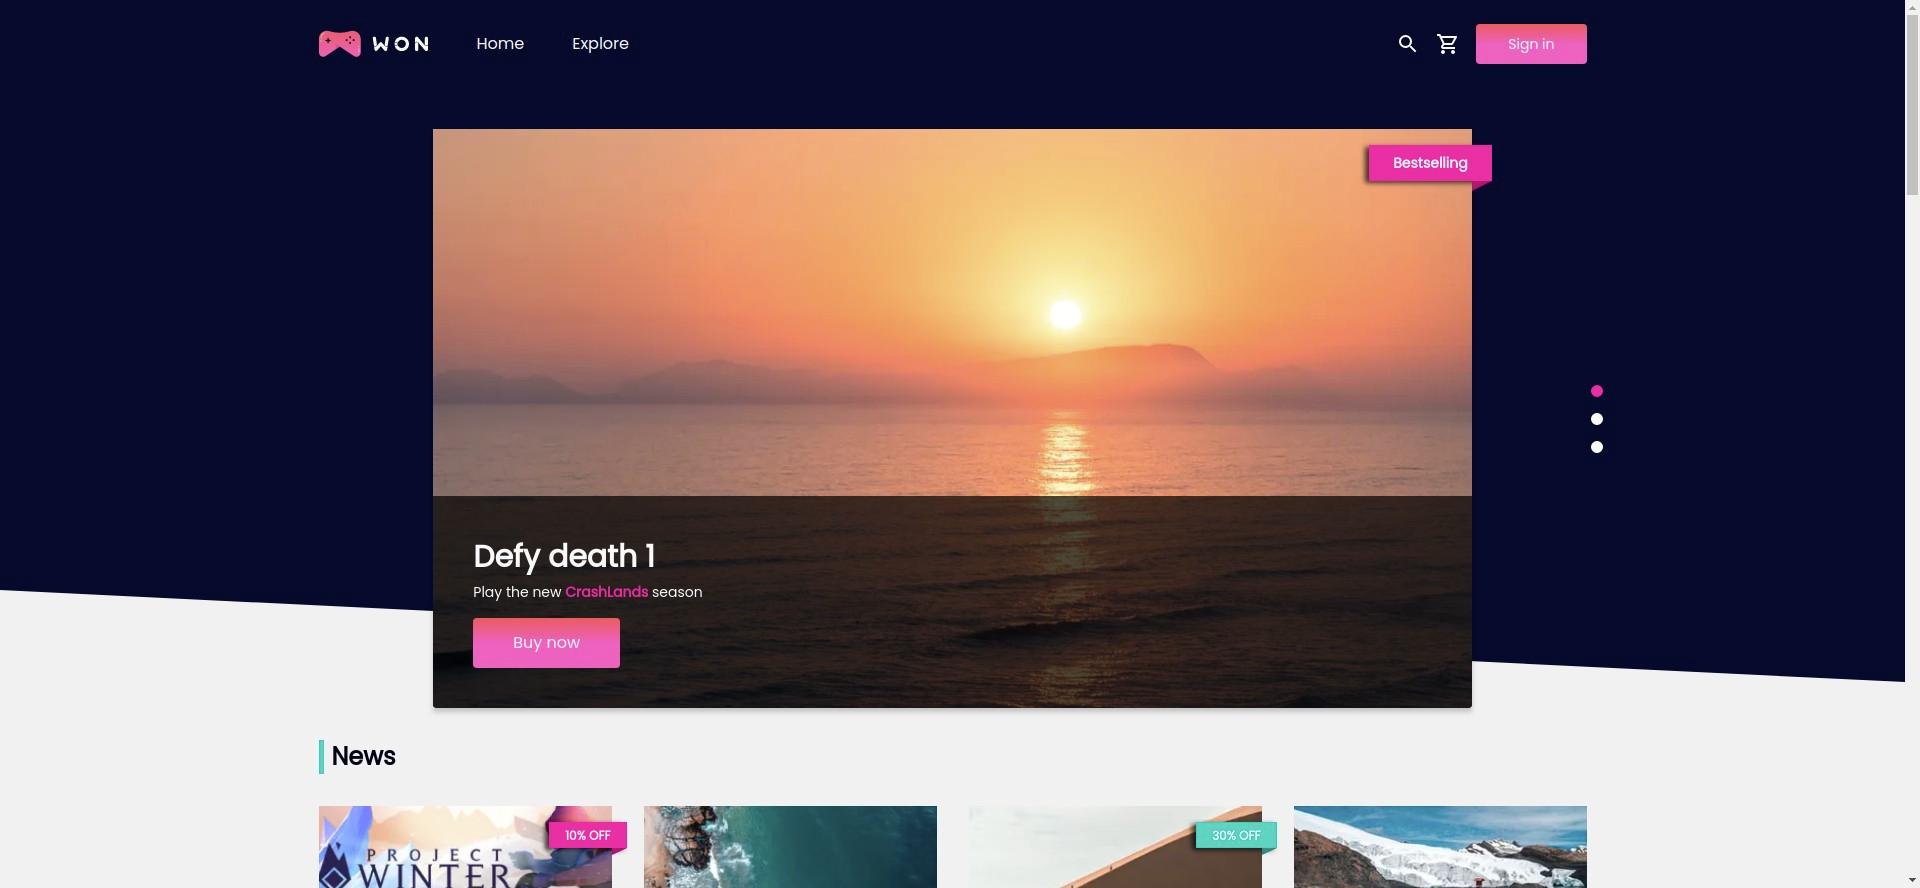 WON
Home
Explore
Sign in
Bestselling
Defy death 1
Play the new CrashLands season
Buy now
News
10% OFF
PROJECT
WINTER
30% OFF